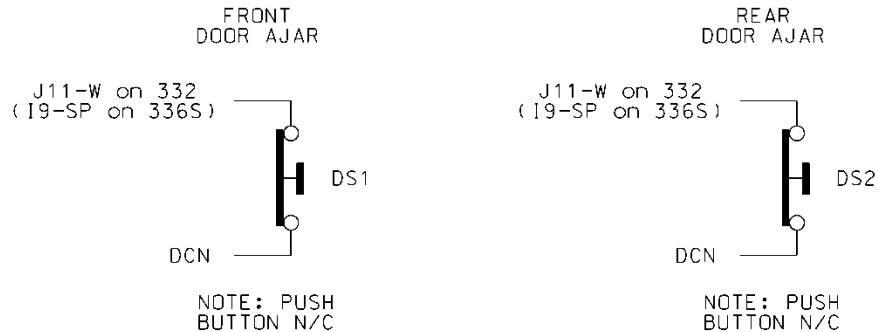 FRONT
DOOR AJAR
J11-W on 332
(I9-SP on 336S)
DS1
DCN
NOTE: PUSH
BUTTON N/C
REAR
DOOR AJAR
J11-W on 332
(I9-SP on 336S)
DS2
DCN
NOTE: PUSH
BUTTON N/C